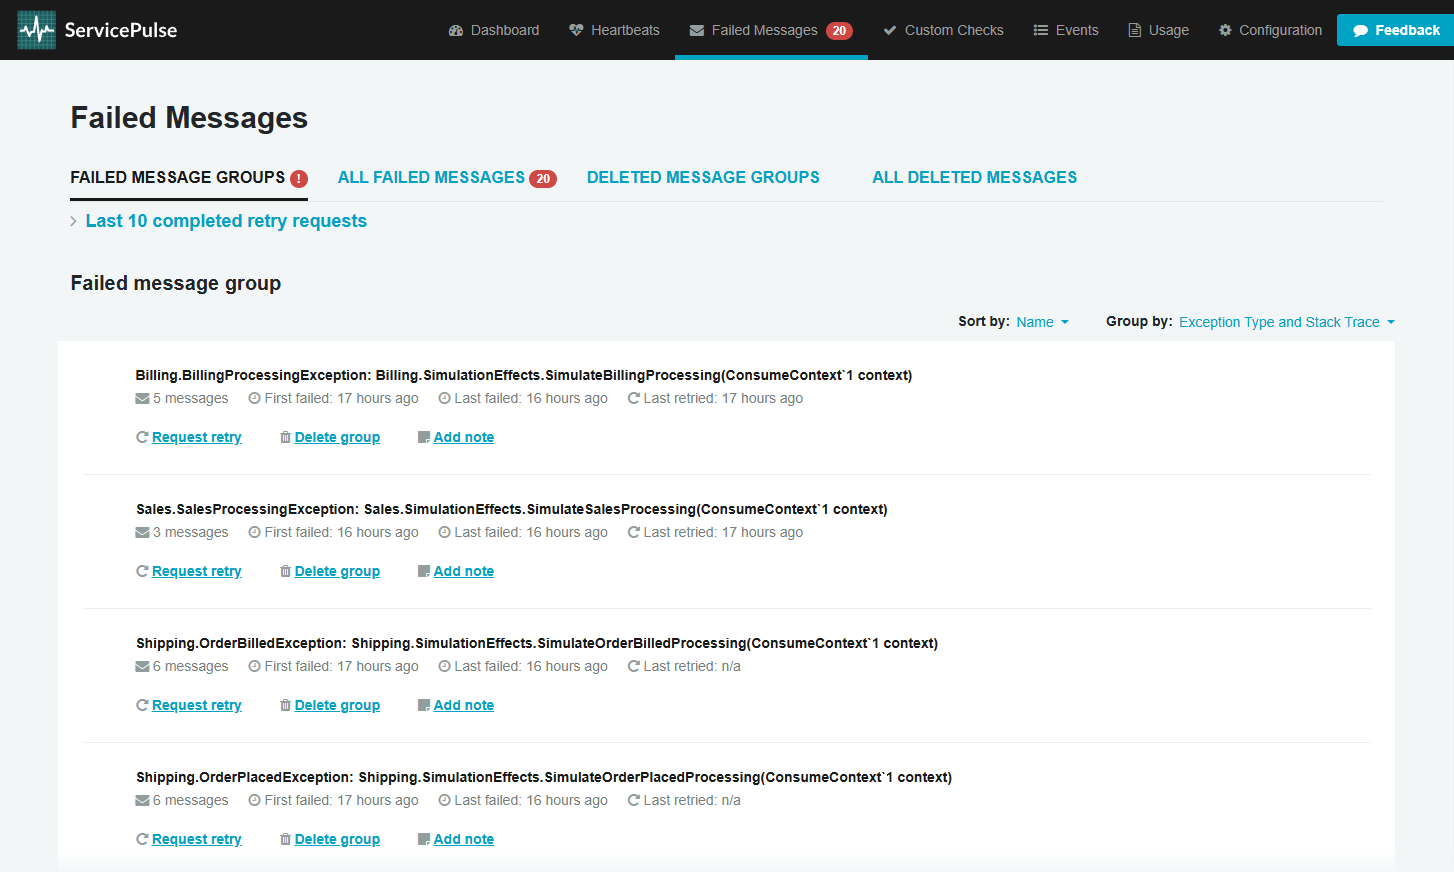 ServicePulse
Dashboard
Heartbeats
Failed Messages 20
Custom Checks
Events
Usage
Configuration
Feedback
Failed Messages
FAILED MESSAGE GROUPS !
ALL FAILED MESSAGES 20
DELETED MESSAGE GROUPS
ALL DELETED MESSAGES
Last 10 completed retry requests
Failed message group
Sort by: Name
Group by: Exception Type and Stack Trace
Billing.BillingProcessingException: Billing.SimulationEffects.SimulateBillingProcessing(ConsumeContext`1 context)
5 messages First failed: 17 hours ago Last failed: 16 hours ago Last retried: 17 hours ago
Request retry Delete group Add note
Sales.SalesProcessingException: Sales.SimulationEffects.SimulateSalesProcessing(ConsumeContext`1 context)
3 messages First failed: 16 hours ago Last failed: 16 hours ago Last retried: 17 hours ago
Request retry Delete group Add note
Shipping.OrderBilledException: Shipping.SimulationEffects.SimulateOrderBilledProcessing(ConsumeContext`1 context)
6 messages First failed: 17 hours ago Last failed: 16 hours ago Last retried: n/a
Request retry Delete group Add note
Shipping.OrderPlacedException: Shipping.SimulationEffects.SimulateOrderPlacedProcessing(ConsumeContext`1 context)
6 messages First failed: 17 hours ago Last failed: 16 hours ago Last retried: n/a
Request retry Delete group Add note